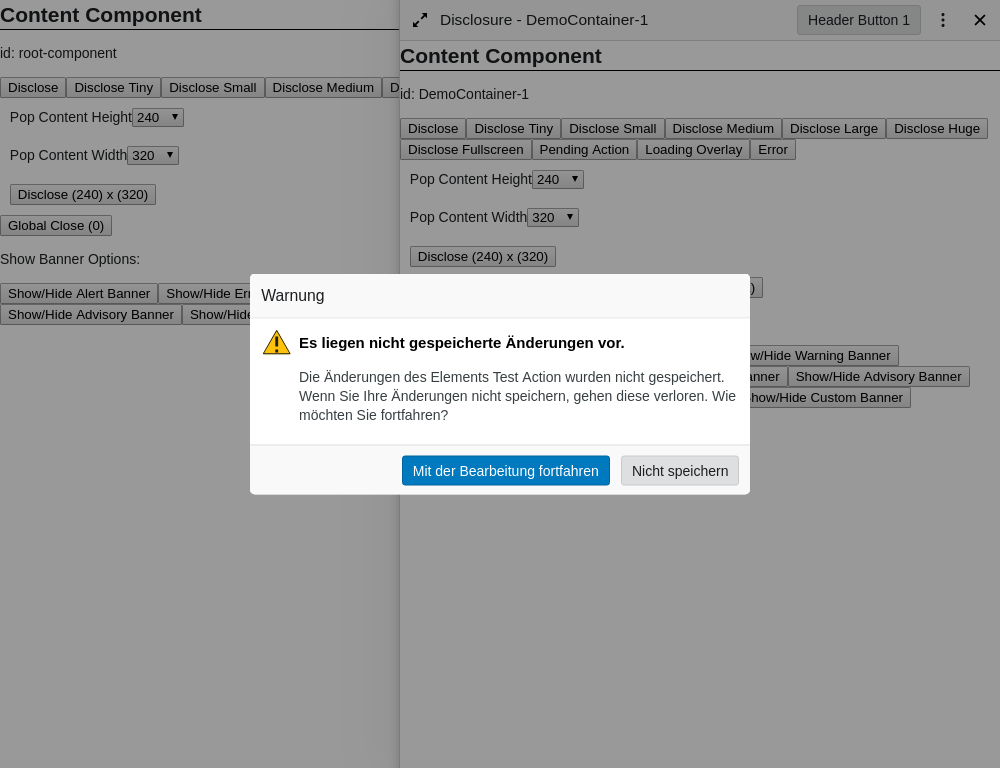 Content Component
id: root-component
Disclose Disclose Tiny Disclose Small Disclose Medium
Pop Content Height 240
Pop Content Width 320
Disclose (240) x (320)
Global Close (0)
Show Banner Options:
Show/Hide Alert Banner
Show/Hide Advisory Banner
Disclosure - DemoContainer-1 Header Button 1
Content Component
id: DemoContainer-1
Disclose Disclose Tiny Disclose Small Disclose Medium Disclose Large Disclose Huge
Disclose Fullscreen Pending Action Loading Overlay Error
Pop Content Height 240
Pop Content Width 320
Disclose (240) x (320)
w/Hide Warning Banner
anner Show/Hide Advisory Banner
Show/Hide Custom Banner
Warnung
Es liegen nicht gespeicherte Änderungen vor.
Die Änderungen des Elements Test Action wurden nicht gespeichert.
Wenn Sie Ihre Änderungen nicht speichern, gehen diese verloren. Wie
möchten Sie fortfahren?
Mit der Bearbeitung fortfahren Nicht speichern